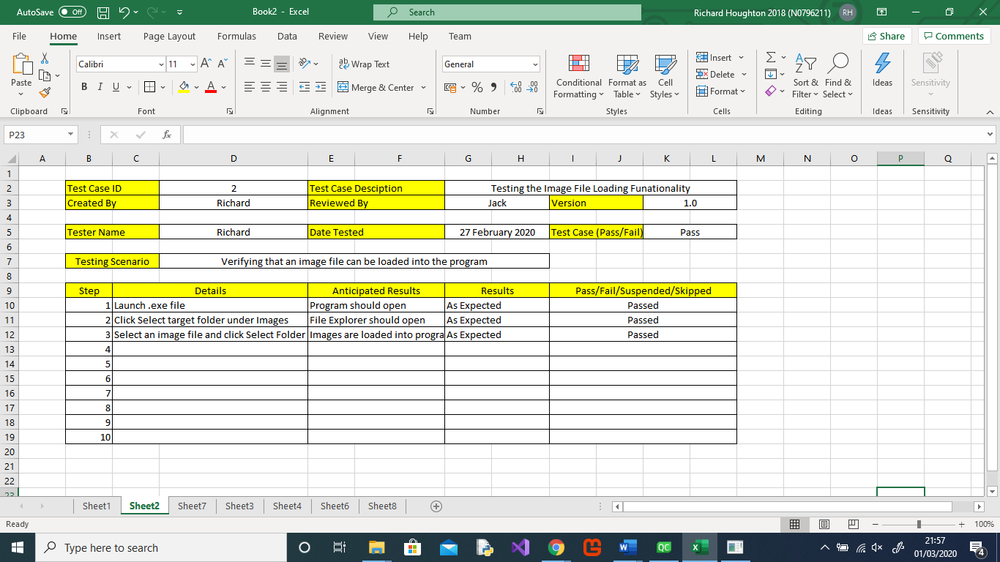 AutoSave Off Book2 - Excel Search Richard Houghton 2018 (N0796211) RH
File Home Insert Page Layout Formulas Data Review View Help Team Share Comments
Paste
Clipboard
Calibri 11
B I U
Font
Wrap Text
Merge & Center
Alignment
General
Number
Conditional Formatting
Format as Table
Cell Styles
Styles
Insert
Delete
Format
Cells
Sort & Filter
Find & Select
Editing
Ideas
Ideas
Sensitivity
Sensitivity
P23 fx
A B C D E F G H I J K L M N O P Q
1
2 Test Case ID 2 Test Case Desciption Testing the Image File Loading Funationality
3 Created By Richard Reviewed By Jack Version 1.0
4
5 Tester Name Richard Date Tested 27 February 2020 Test Case (Pass/Fail) Pass
6
7 Testing Scenario Verifying that an image file can be loaded into the program
8
9 Step Details Anticipated Results Results Pass/Fail/Suspended/Skipped
10 1 Launch .exe file Program should open As Expected Passed
11 2 Click Select target folder under Images File Explorer should open As Expected Passed
12 3 Select an image file and click Select Folder Images are loaded into progra As Expected Passed
13 4
14 5
15 6
16 7
17 8
18 9
19 10
20
21
22
23
Sheet1 Sheet2 Sheet7 Sheet3 Sheet4 Sheet6 Sheet8
Ready 100%
Type here to search
QC
21:57
01/03/2020
4